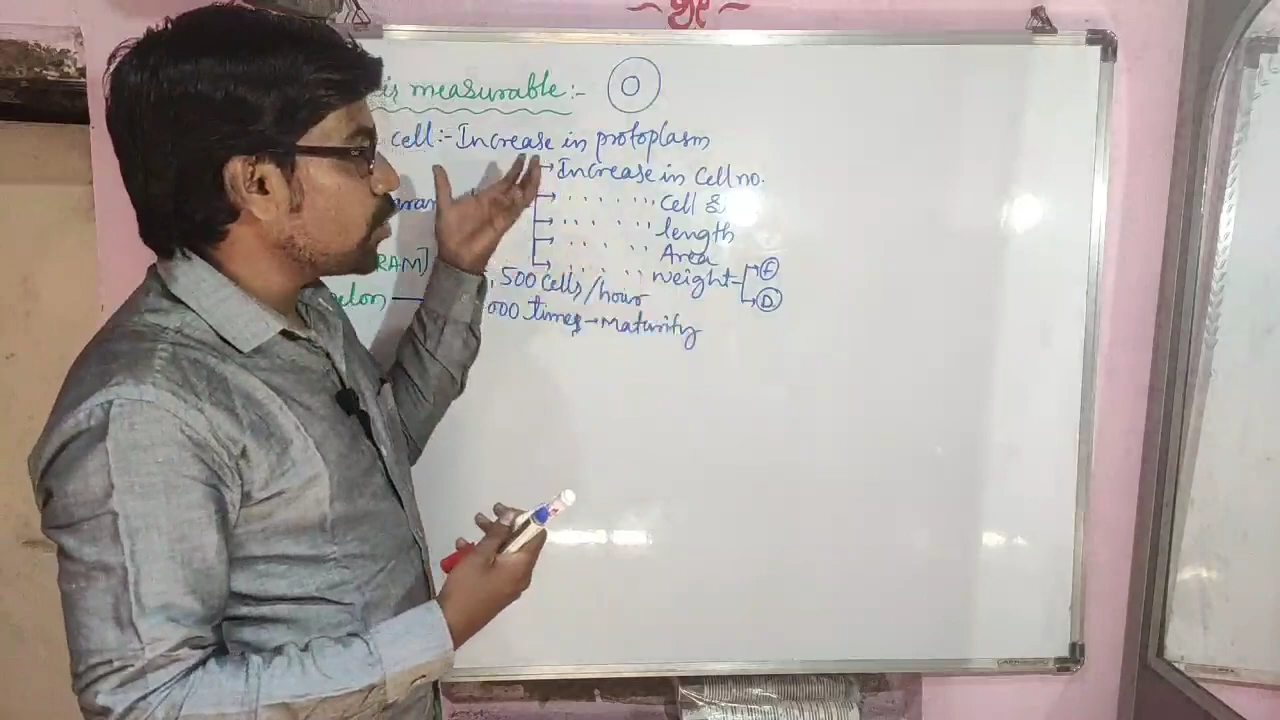 श्री
is measurable :-
cell :- Increase in protoplasm
→ Increase in Cell no.
→ . . . . . . . Cell &
→ . . . . . . length
→ . . . . . . Area
→ . . . . . weight → F
→ D
RAM]
,500 cells / hour
elon — 000 times → Maturity